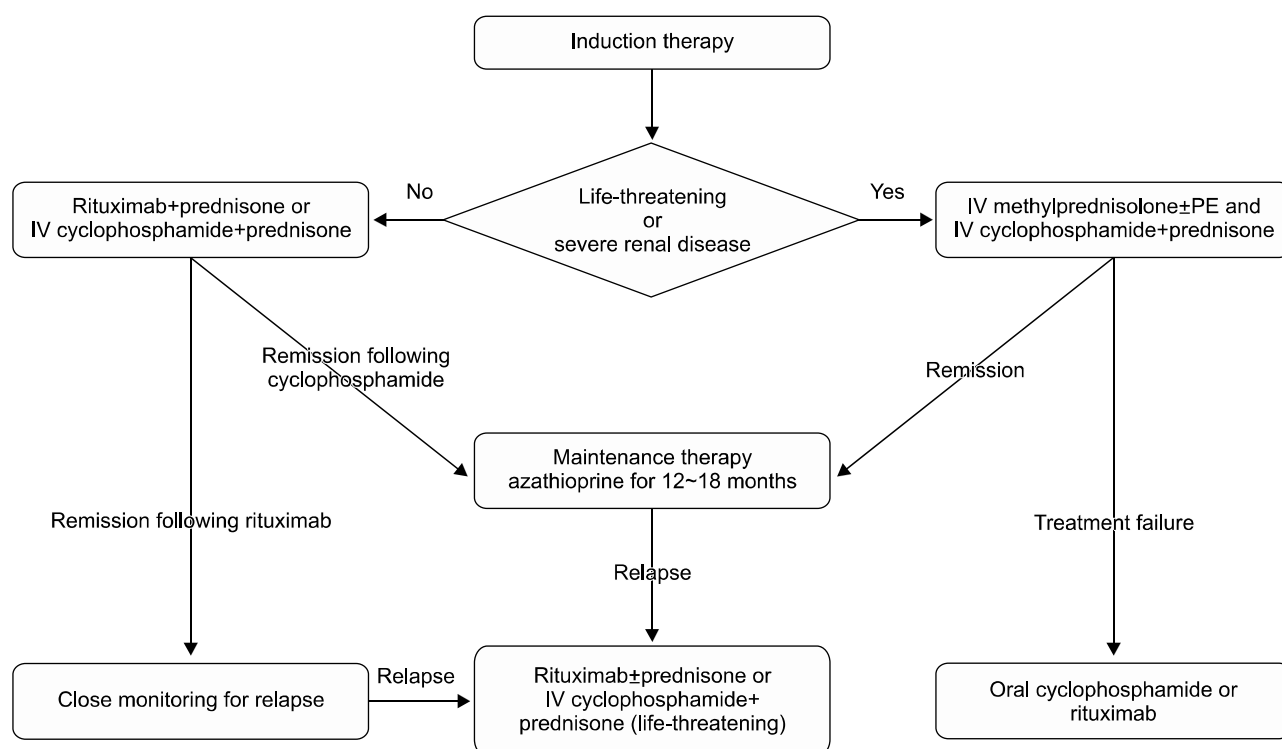 Induction therapy
No
Life-threatening
or
severe renal disease
Yes
Rituximab+prednisone or
IV cyclophosphamide+prednisone
IV methylprednisolone±PE and
IV cyclophosphamide+prednisone
Remission following
cyclophosphamide
Remission
Maintenance therapy
azathioprine for 12~18 months
Remission following rituximab
Treatment failure
Relapse
Close monitoring for relapse
Relapse
Rituximab±prednisone or
IV cyclophosphamide+
prednisone (life-threatening)
Oral cyclophosphamide or
rituximab